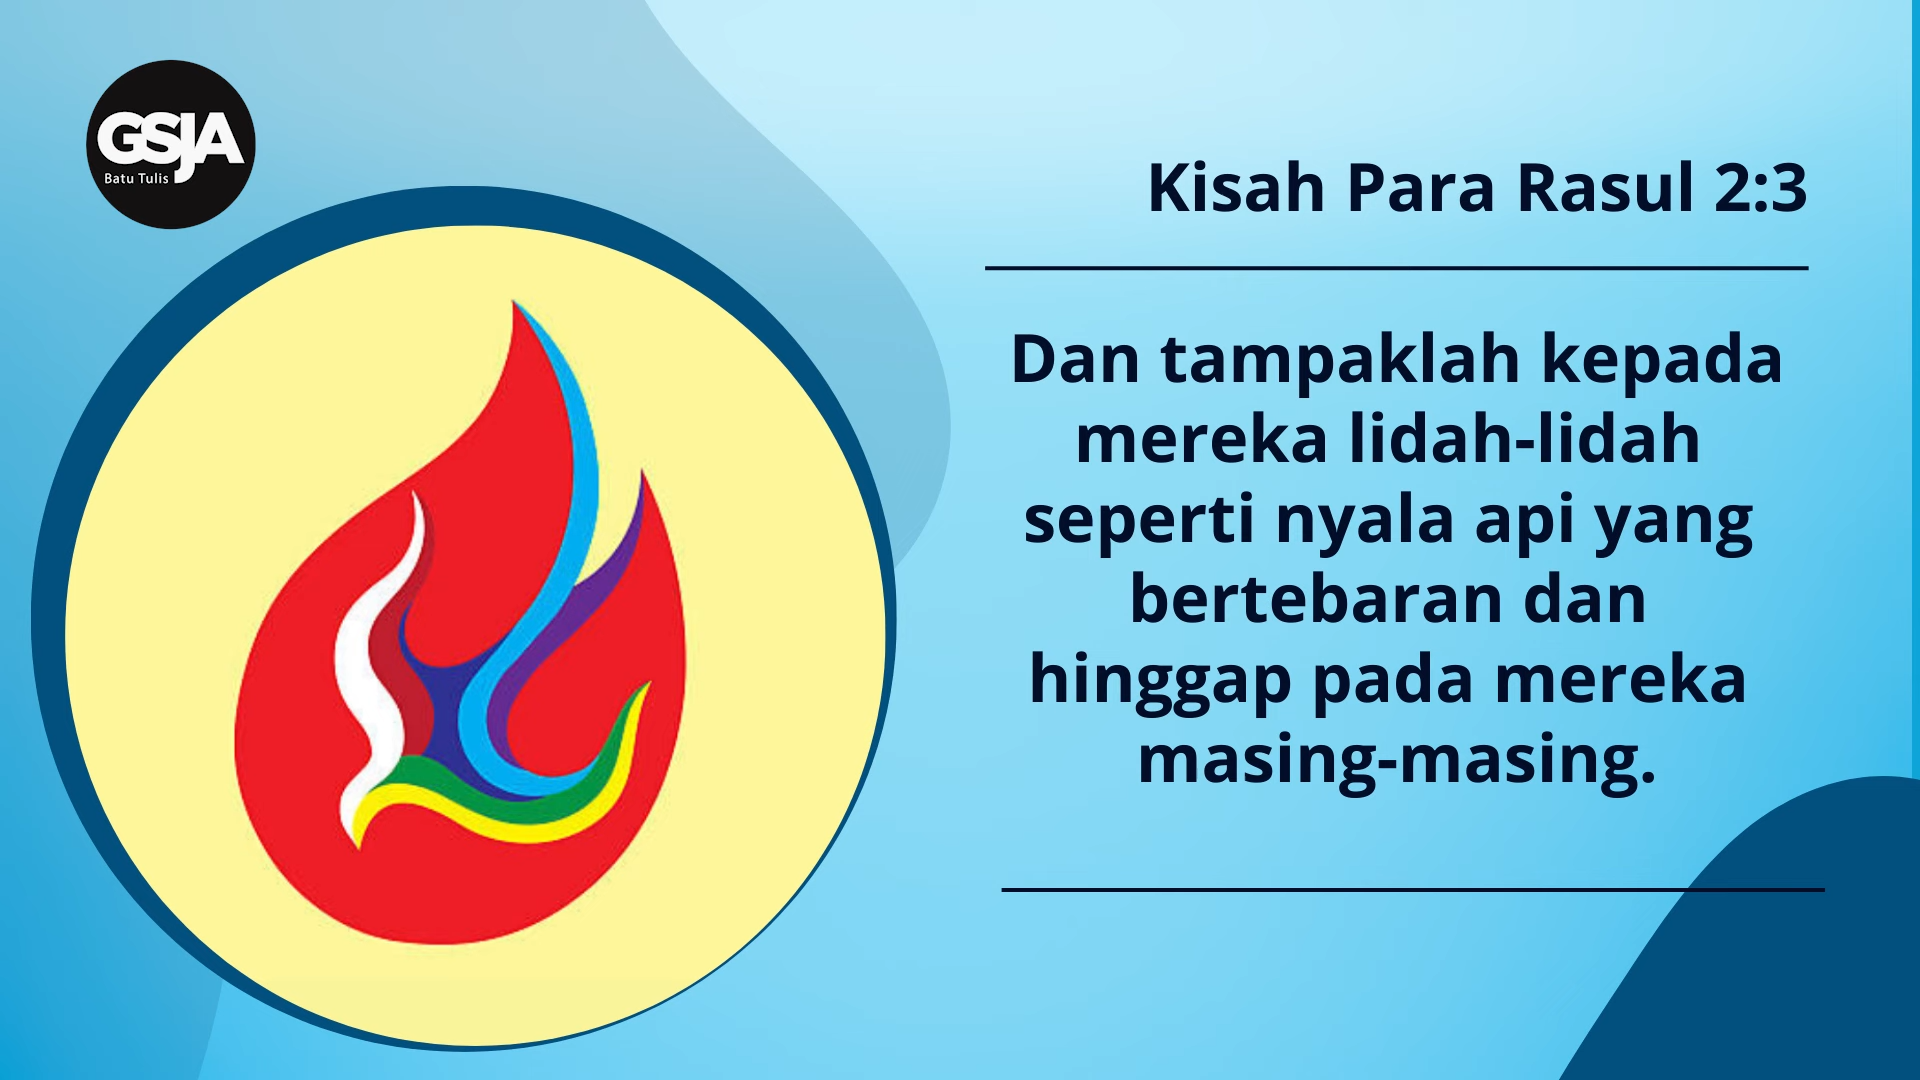 GSJA
Batu Tulis
Kisah Para Rasul 2:3
Dan tampaklah kepada
mereka lidah-lidah
seperti nyala api yang
bertebaran dan
hinggap pada mereka
masing-masing.